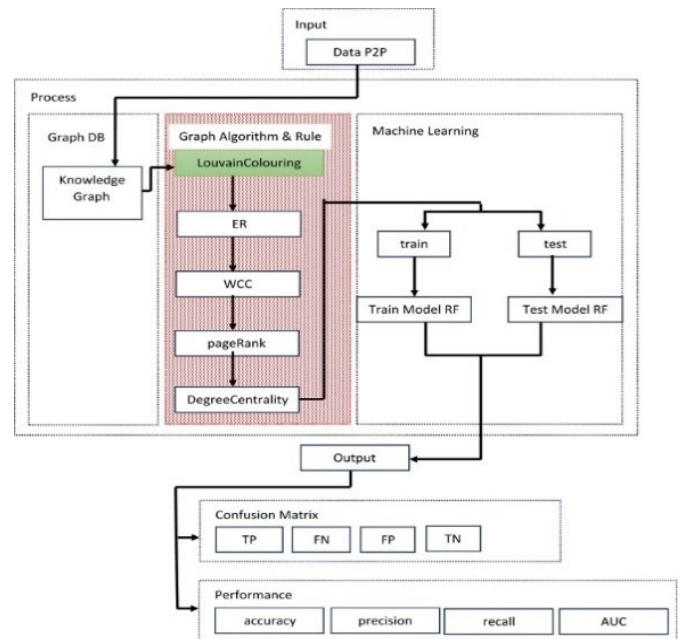 Input
Data P2P
Process
Graph DB
Graph Algorithm & Rule
Machine Learning
LouvainColouring
Knowledge
Graph
ER
train
test
WCC
Train Model RF
Test Model RF
pageRank
DegreeCentrality
Output
Confusion Matrix
TP
FN
FP
TN
Performance
accuracy
precision
recall
AUC